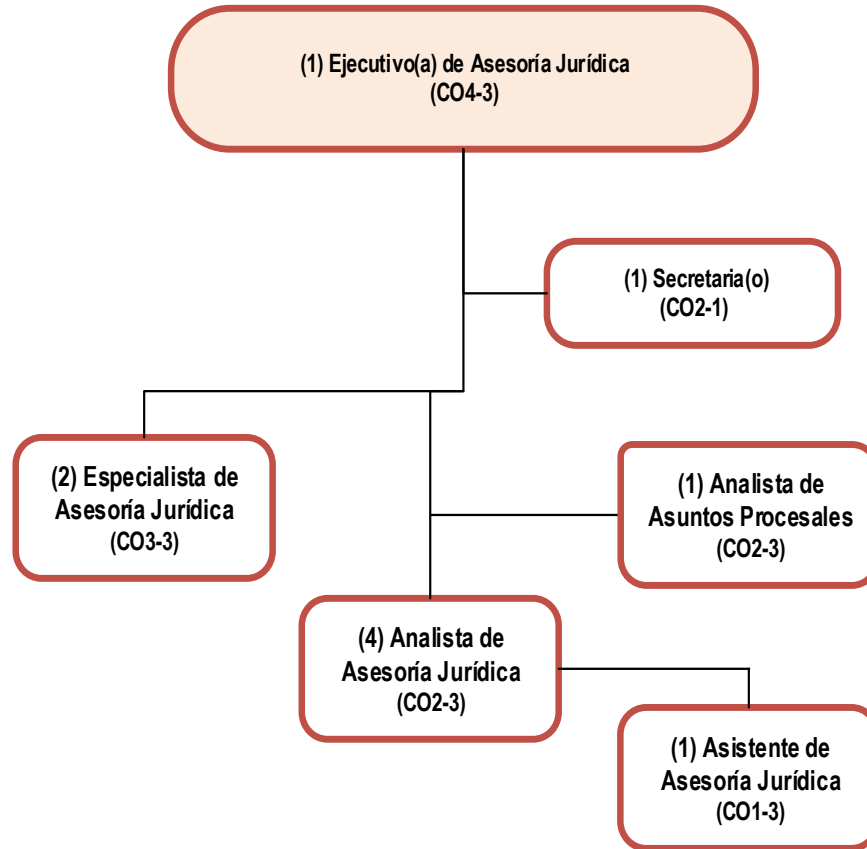 (1) Ejecutivo(a) de Asesoría Jurídica
(CO4-3)
(1) Secretaria(o)
(CO2-1)
(2) Especialista de
Asesoría Jurídica
(CO3-3)
(1) Analista de
Asuntos Procesales
(CO2-3)
(4) Analista de
Asesoría Jurídica
(CO2-3)
(1) Asistente de
Asesoría Jurídica
(CO1-3)